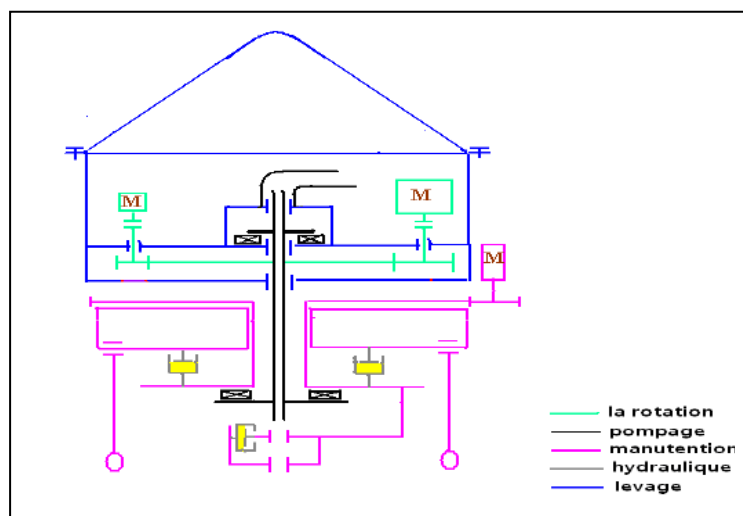 M
M
M
la rotation
pompage
manutention
hydraulique
levage